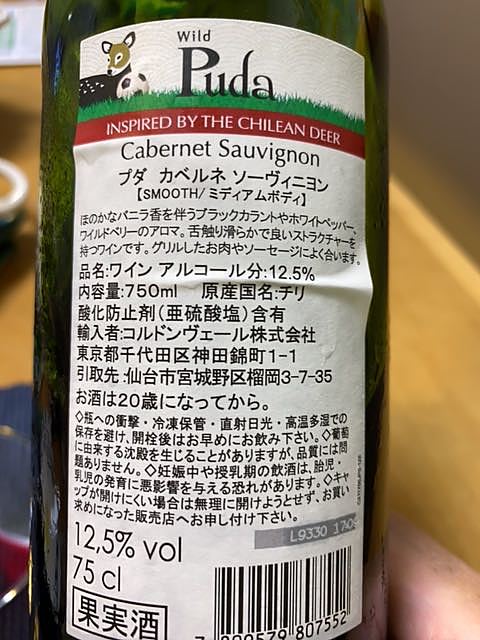 Wild
Puda
INSPIRED BY THE CHILEAN DEER
Cabernet Sauvignon
プダ カベルネ ソーヴィニヨン
【SMOOTH/ミディアムボディ】
ほのかなバニラ香を伴うブラックカラントやホワイトペッパー、
ワイルドベリーのアロマ。舌触り滑らかで良いストラクチャーを
持つワインです。グリルしたお肉やソーセージによく合います。
品名:ワイン アルコール分:12.5%
内容量:750ml 原産国名:チリ
酸化防止剤(亜硫酸塩)含有
輸入者:コルドンヴェール株式会社
東京都千代田区神田錦町1-1
引取先:仙台市宮城野区榴岡3-7-35
お酒は20歳になってから。
◇瓶への衝撃・冷凍保管・直射日光・高温多湿での
保存を避け、開栓後はお早めにお飲み下さい。◇葡萄
に由来する沈殿を生じることがありますが、品質には問
題ありません。◇妊娠中や授乳期の飲酒は、胎児・
乳児の発育に悪影響を与える恐れがあります。◇キャ
ップが開けにくい場合は無理に開けようとせず、お買い
求めになった販売店へお申し付け下さい。
L9330
12,5% vol
75 cl
果実酒
807552